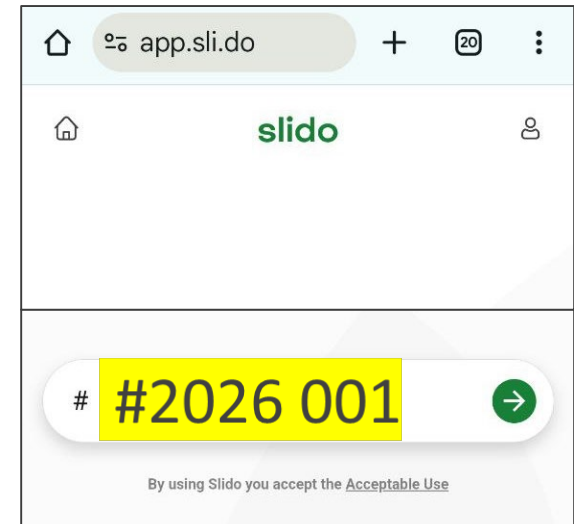 app.sli.do 20
slido
# #2026 001
By using Slido you accept the Acceptable Use